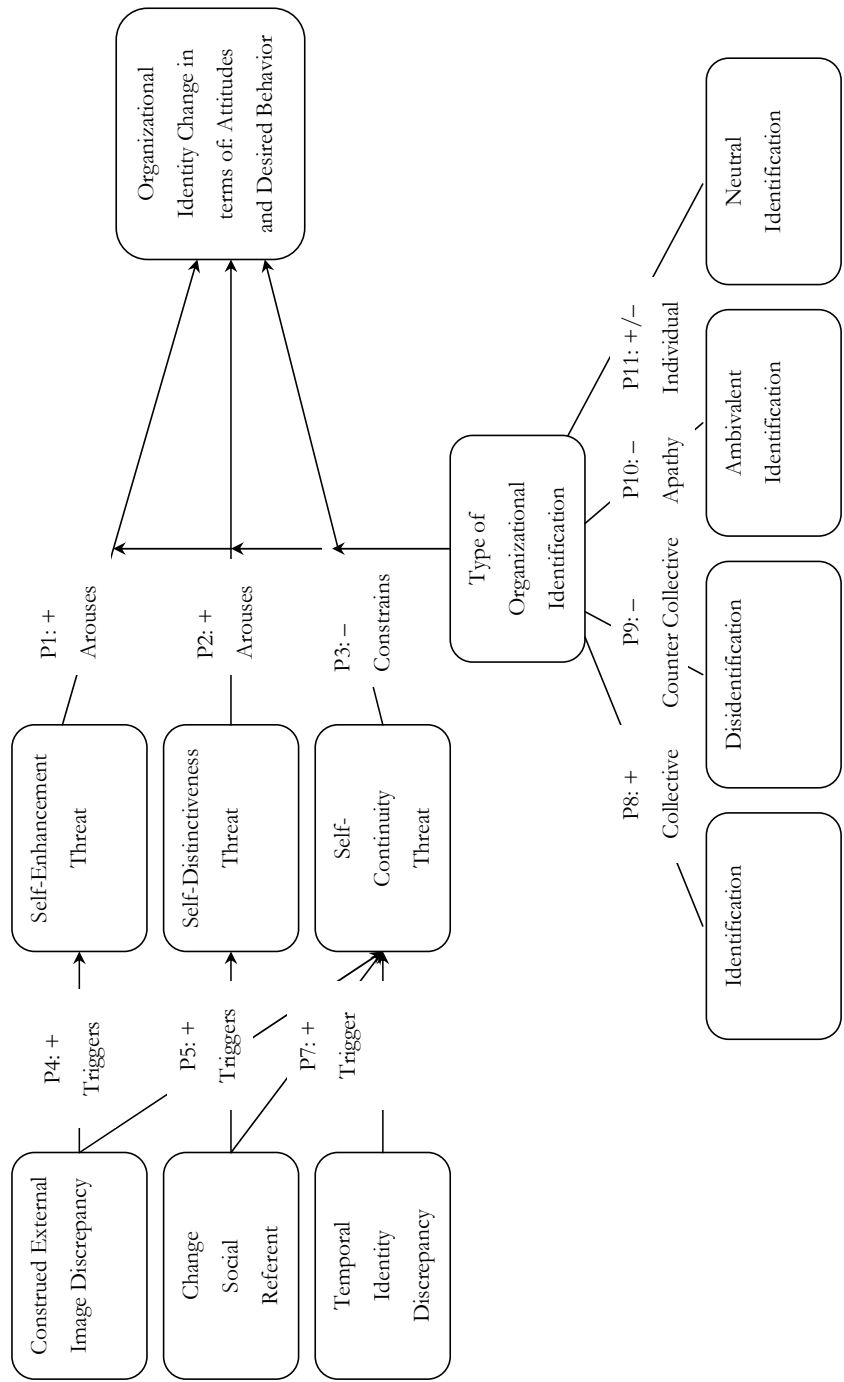 Construed External
Image Discrepancy
Change
Social
Referent
Temporal
Identity
Discrepancy
P4: +
Triggers
P5: +
Triggers
P7: +
Trigger
Self-Enhancement
Threat
Self-Distinctiveness
Threat
Self-
Continuity
Threat
P1: +
Arouses
P2: +
Arouses
P3: –
Constrains
Organizational
Identity Change in
terms of: Attitudes
and Desired Behavior
Type of
Organizational
Identification
P8: +
Collective
P9: –
Counter Collective
P10: –
Apathy
P11: +/–
Individual
Identification
Disidentification
Ambivalent
Identification
Neutral
Identification